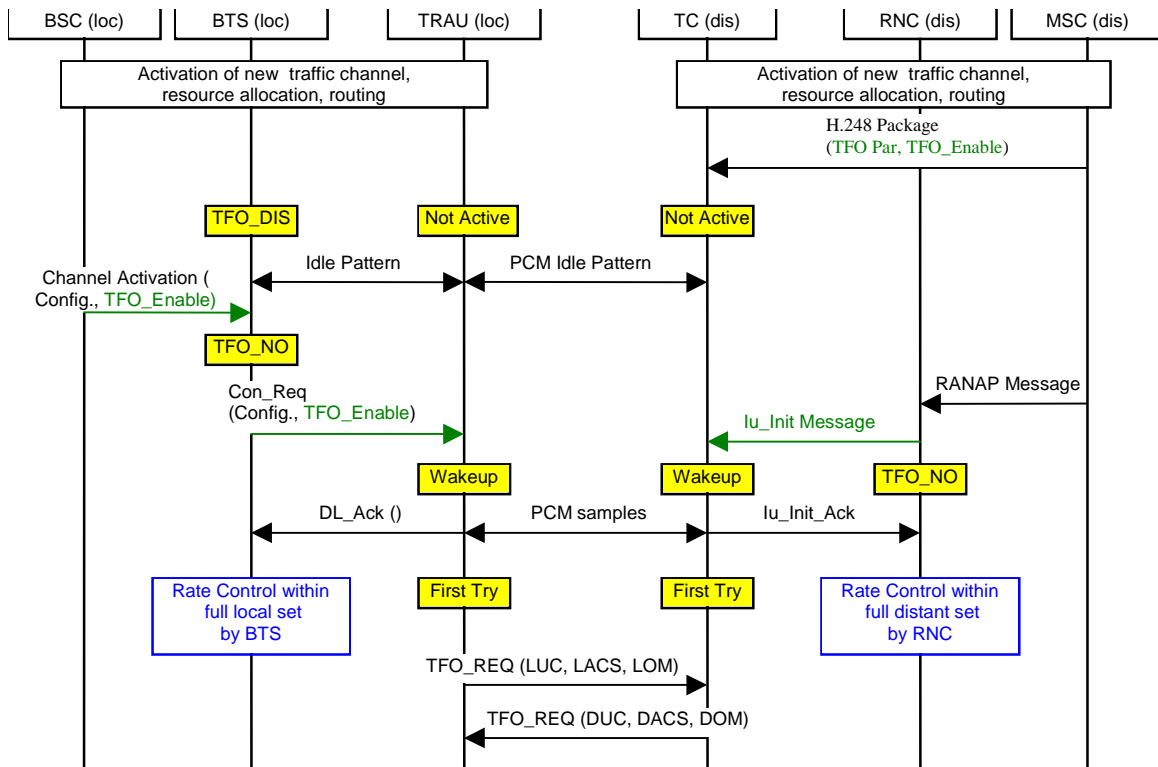 BSC (loc)
BTS (loc)
TRAU (loc)
TC (dis)
RNC (dis)
MSC (dis)
Activation of new traffic channel,
resource allocation, routing
Activation of new traffic channel,
resource allocation, routing
H.248 Package
(TFO Par, TFO_Enable)
TFO_DIS
Not Active
Not Active
Idle Pattern
PCM Idle Pattern
Channel Activation (
Config., TFO_Enable)
TFO_NO
Con_Req
(Config., TFO_Enable)
RANAP Message
Iu_Init Message
Wakeup
Wakeup
TFO_NO
DL_Ack ()
PCM samples
Iu_Init_Ack
Rate Control within
full local set
by BTS
First Try
First Try
Rate Control within
full distant set
by RNC
TFO_REQ (LUC, LACS, LOM)
TFO_REQ (DUC, DACS, DOM)